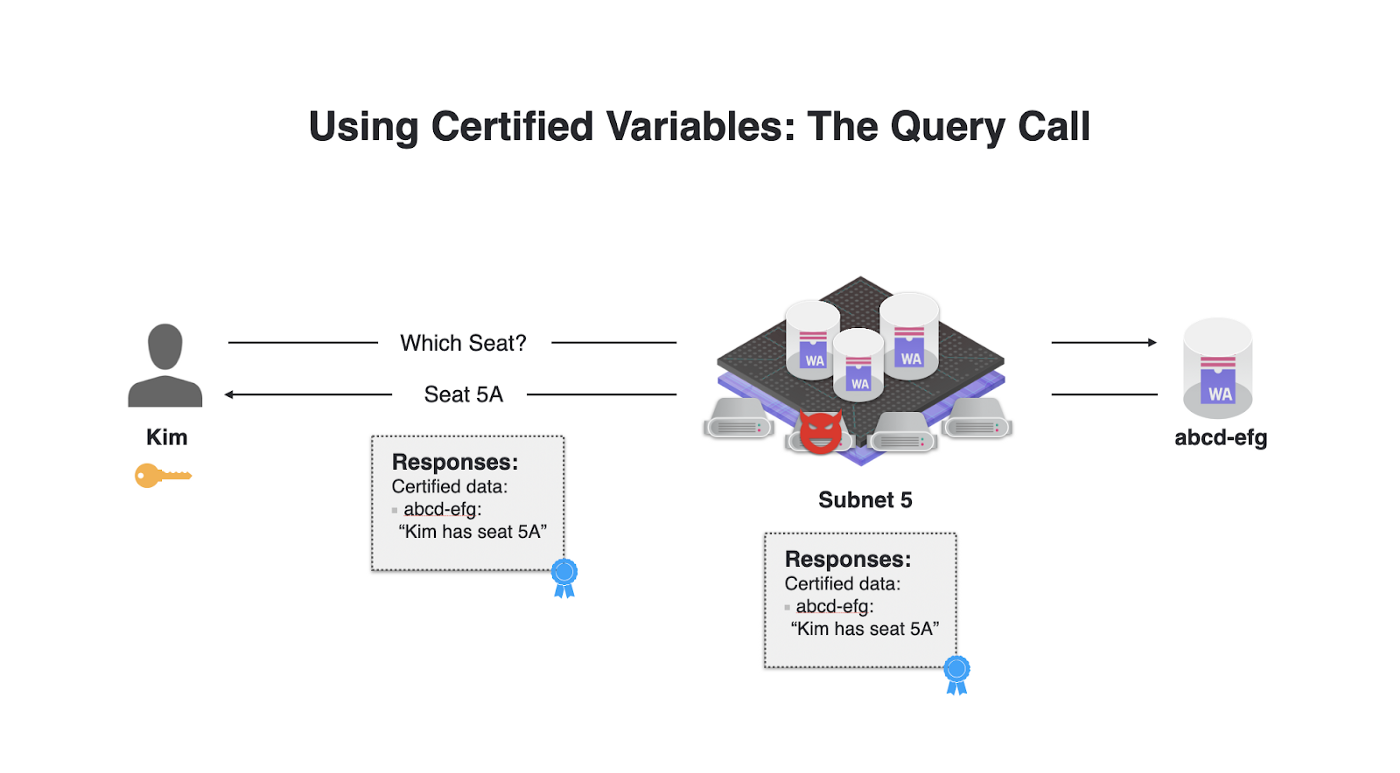 Using Certified Variables: The Query Call
Which Seat?
Seat 5A
Kim
Responses:
Certified data:
abcd-efg:
“Kim has seat 5A”
WA
WA
WA
Subnet 5
Responses:
Certified data:
abcd-efg:
“Kim has seat 5A”
WA
abcd-efg